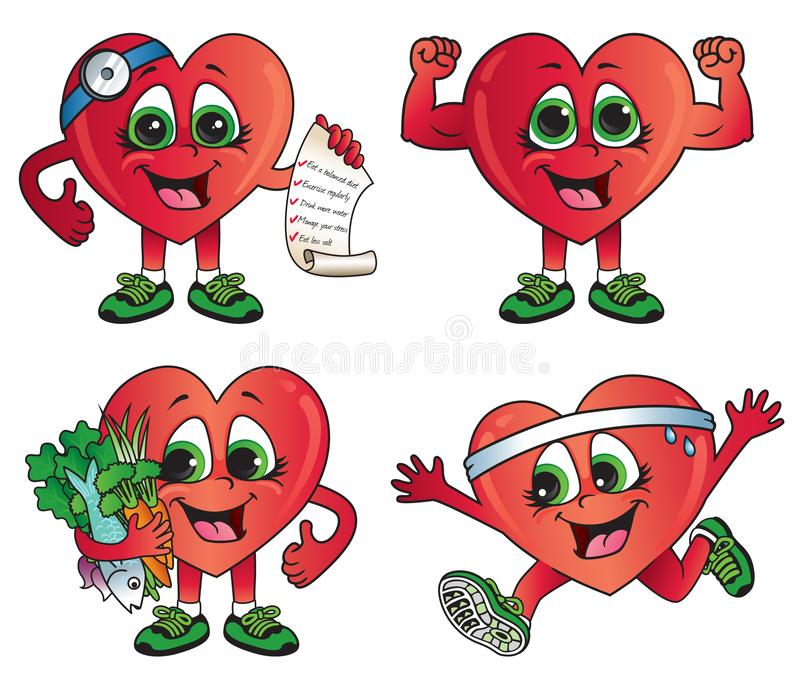 Eat a balanced diet
Exercise regularly
Drink more water
Manage your stress
Eat less salt
dreamstime